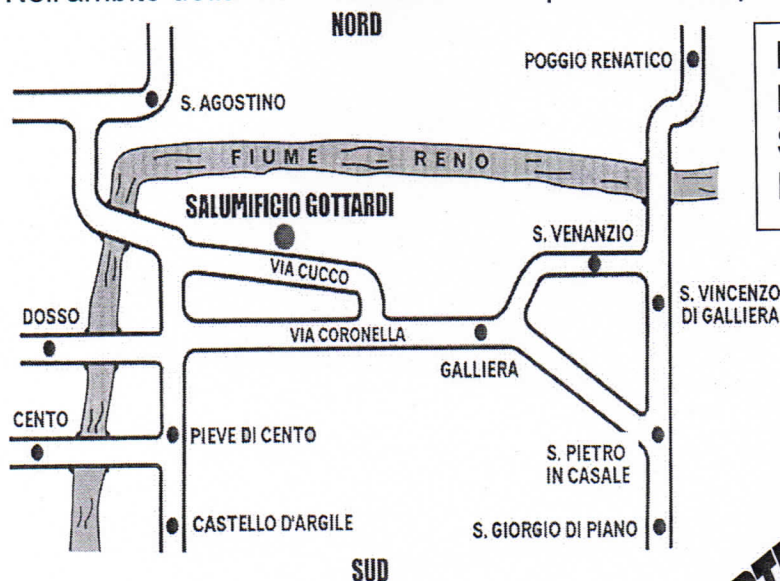 NORD
POGGIO RENATICO
S. AGOSTINO
FIUME RENO
SALUMIFICIO GOTTARDI
S. VENANZIO
VIA CUCCO
S. VINCENZO
DI GALLIERA
DOSSO
VIA CORONELLA
GALLIERA
CENTO
PIEVE DI CENTO
S. PIETRO
IN CASALE
CASTELLO D'ARGILE
S. GIORGIO DI PIANO
SUD